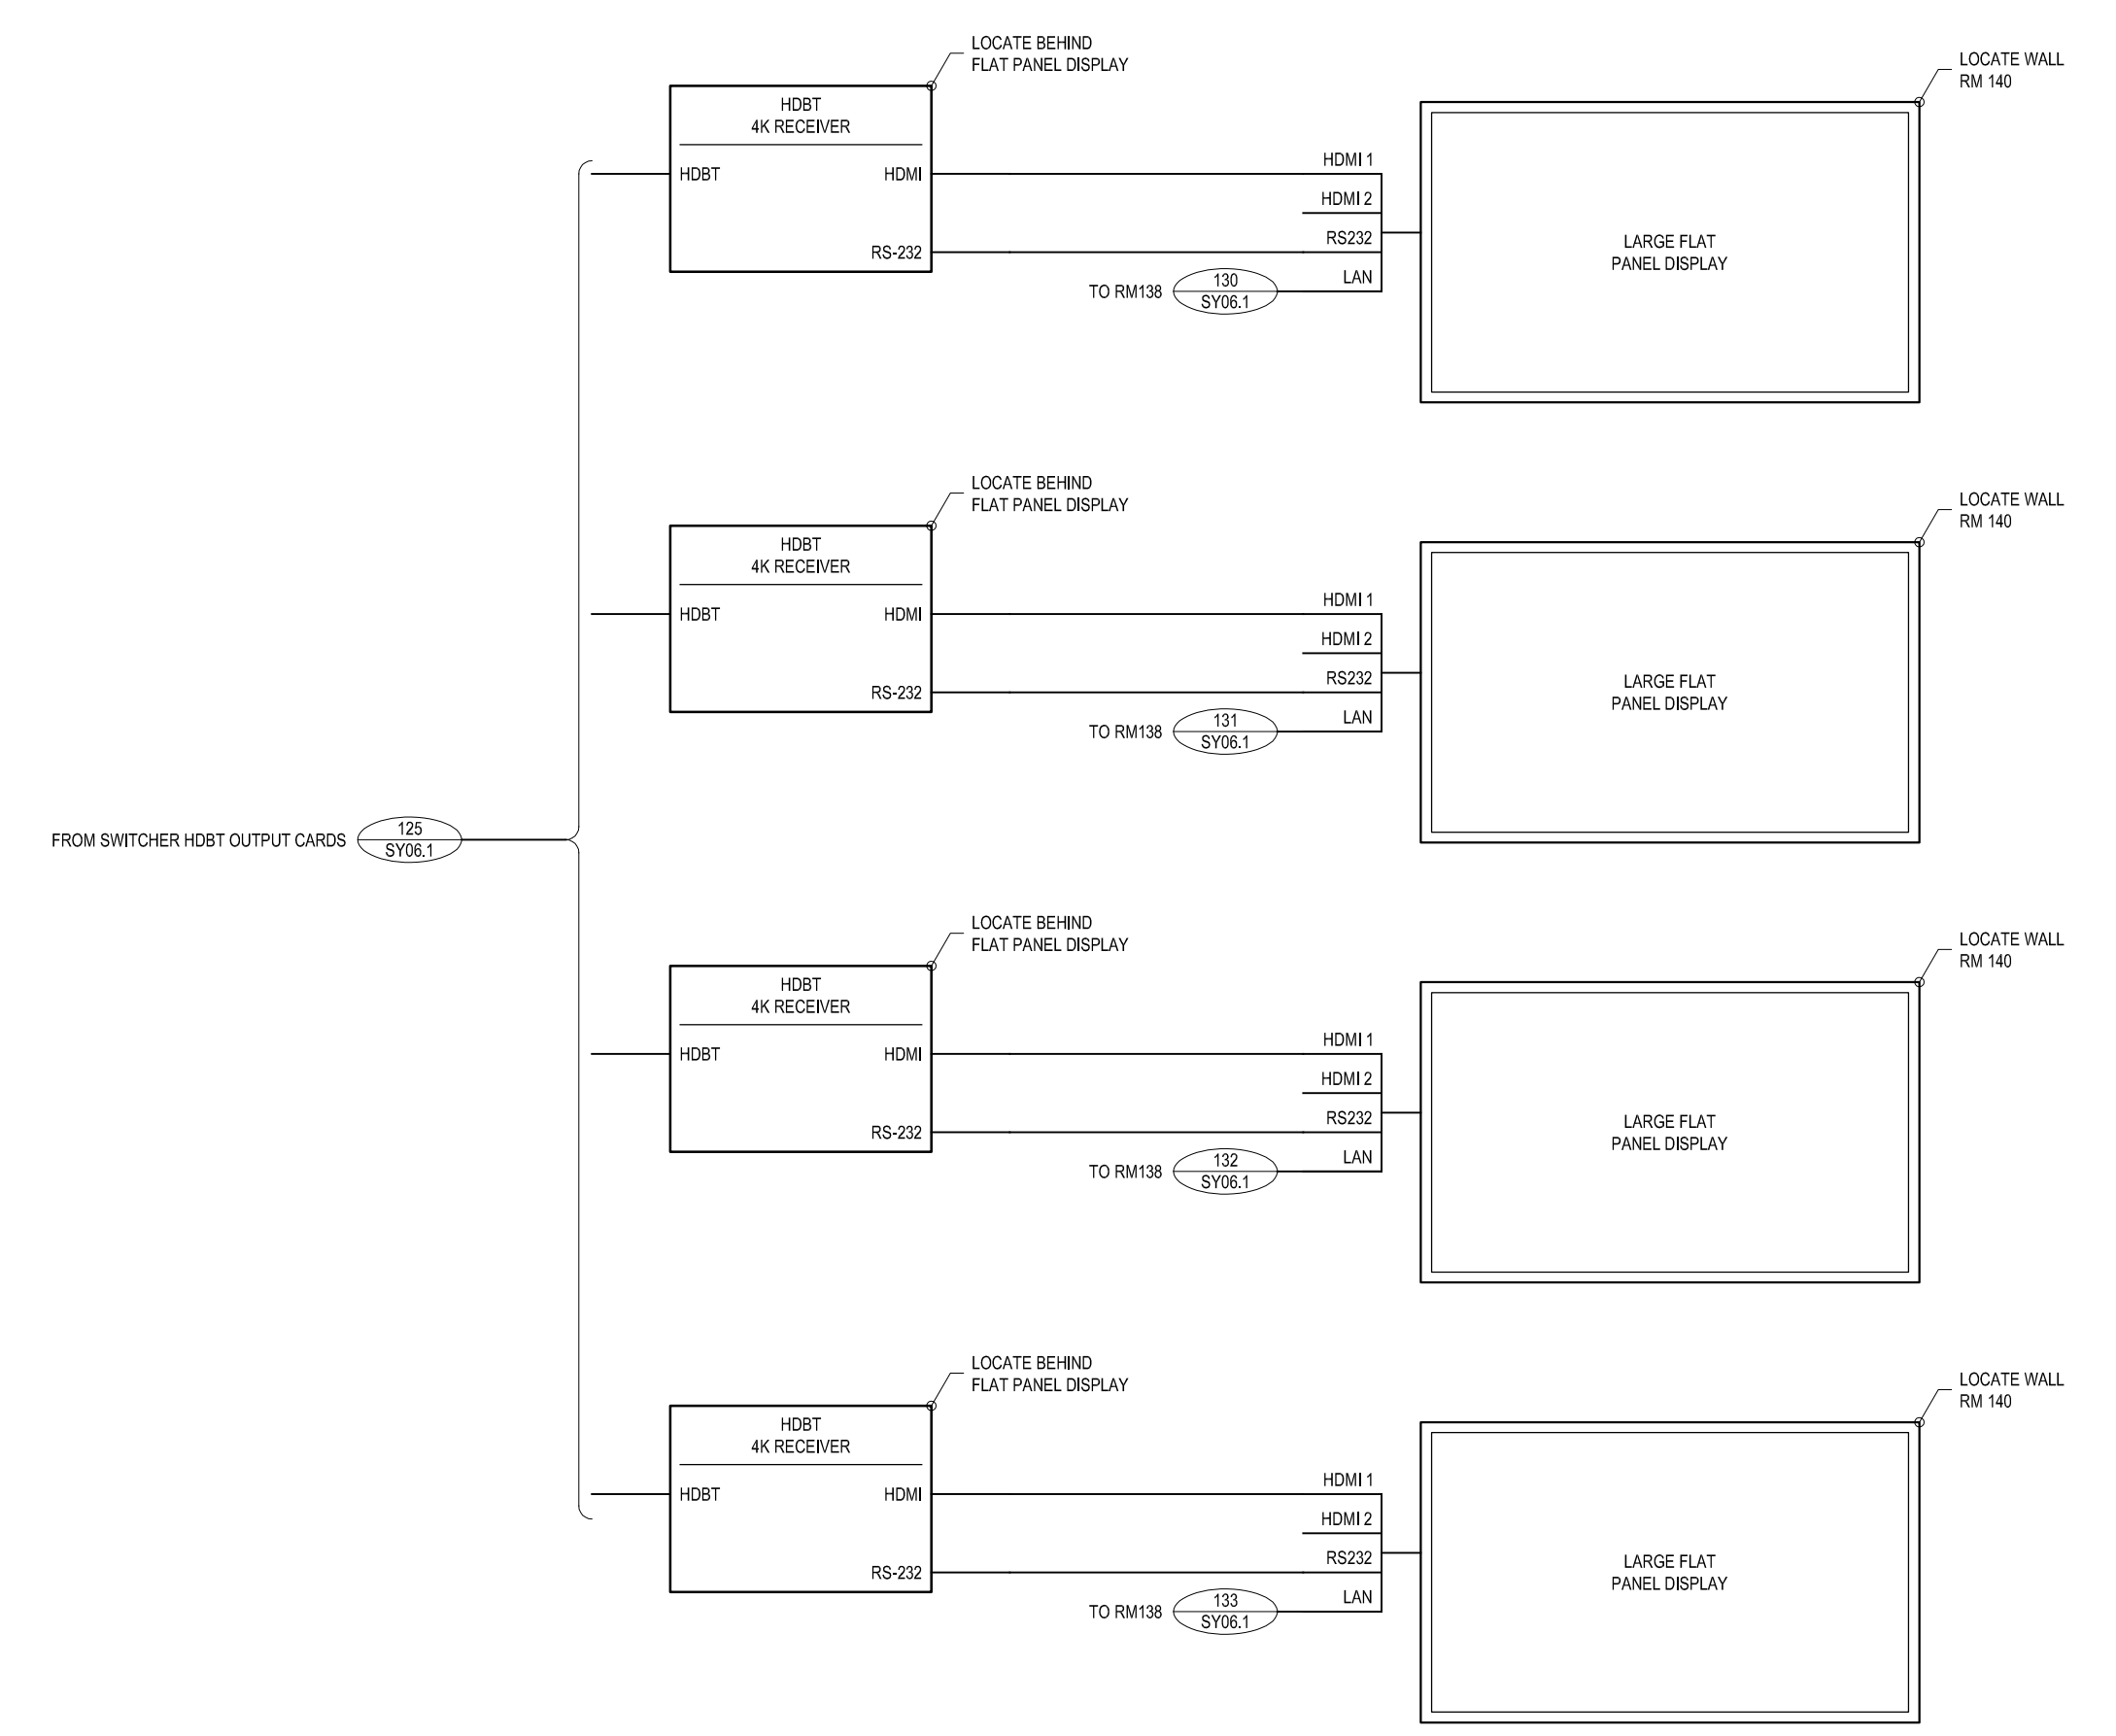 LOCATE BEHIND
FLAT PANEL DISPLAY
LOCATE WALL
RM 140
HDBT
4K RECEIVER
HDBT
HDMI
RS-232
HDMI 1
HDMI 2
RS232
LAN
TO RM138
130
SY06.1
LARGE FLAT
PANEL DISPLAY
LOCATE BEHIND
FLAT PANEL DISPLAY
LOCATE WALL
RM 140
HDBT
4K RECEIVER
HDBT
HDMI
RS-232
HDMI 1
HDMI 2
RS232
LAN
TO RM138
131
SY06.1
LARGE FLAT
PANEL DISPLAY
FROM SWITCHER HDBT OUTPUT CARDS
125
SY06.1
LOCATE BEHIND
FLAT PANEL DISPLAY
LOCATE WALL
RM 140
HDBT
4K RECEIVER
HDBT
HDMI
RS-232
HDMI 1
HDMI 2
RS232
LAN
TO RM138
132
SY06.1
LARGE FLAT
PANEL DISPLAY
LOCATE BEHIND
FLAT PANEL DISPLAY
LOCATE WALL
RM 140
HDBT
4K RECEIVER
HDBT
HDMI
RS-232
HDMI 1
HDMI 2
RS232
LAN
TO RM138
133
SY06.1
LARGE FLAT
PANEL DISPLAY